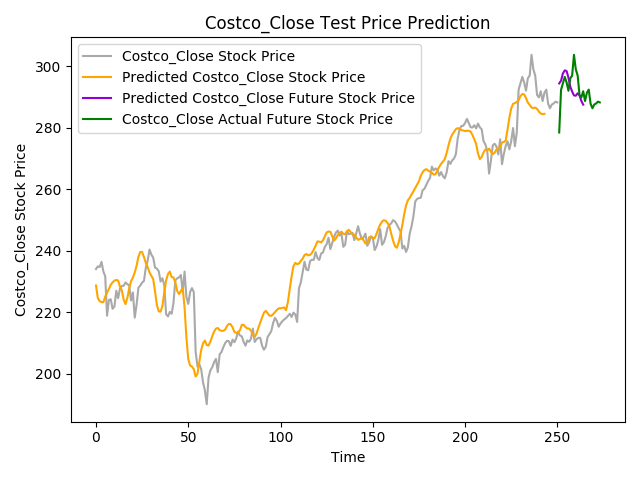 Costco_Close Test Price Prediction
Costco_Close Stock Price
Predicted Costco_Close Stock Price
Predicted Costco_Close Future Stock Price
Costco_Close Actual Future Stock Price
Costco_Close Stock Price
300
280
260
240
220
200
0 50 100 150 200 250
Time